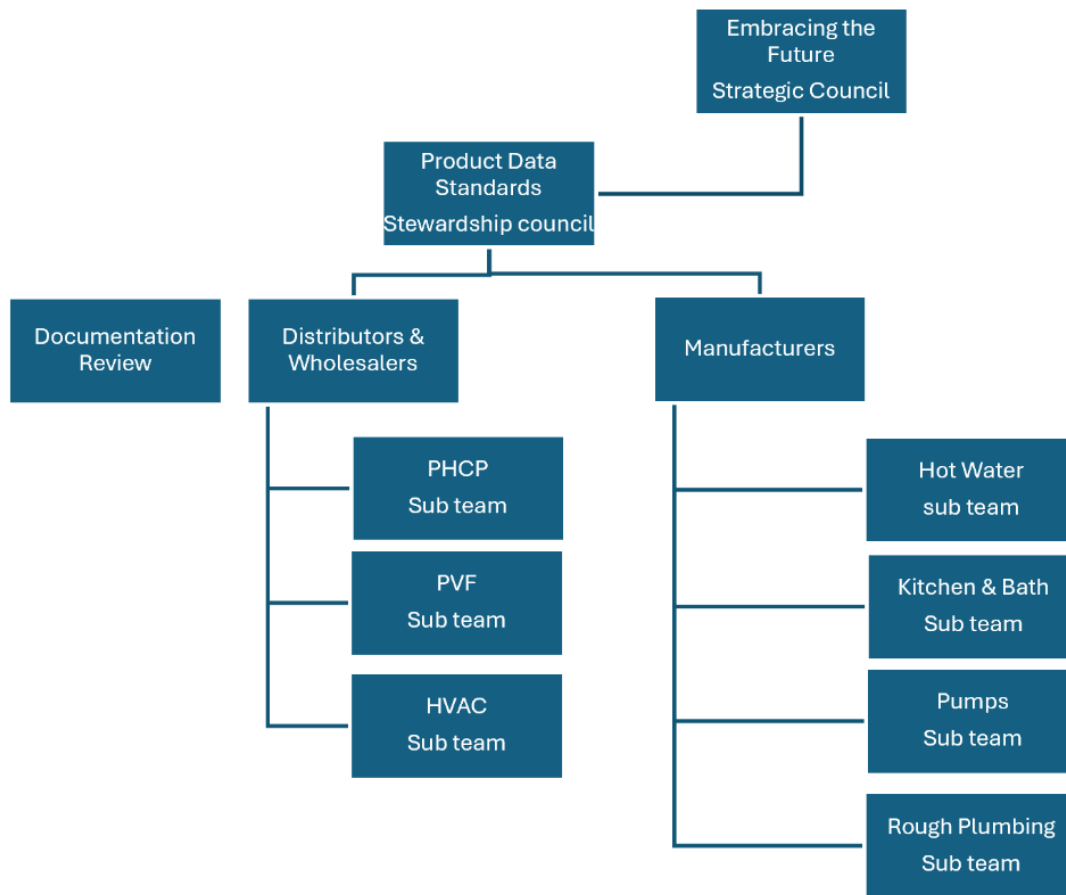 Embracing the
Future
Strategic Council
Product Data
Standards
Stewardship council
Documentation
Review
Distributors &
Wholesalers
Manufacturers
PHCP
Sub team
PVF
Sub team
HVAC
Sub team
Hot Water
sub team
Kitchen & Bath
Sub team
Pumps
Sub team
Rough Plumbing
Sub team